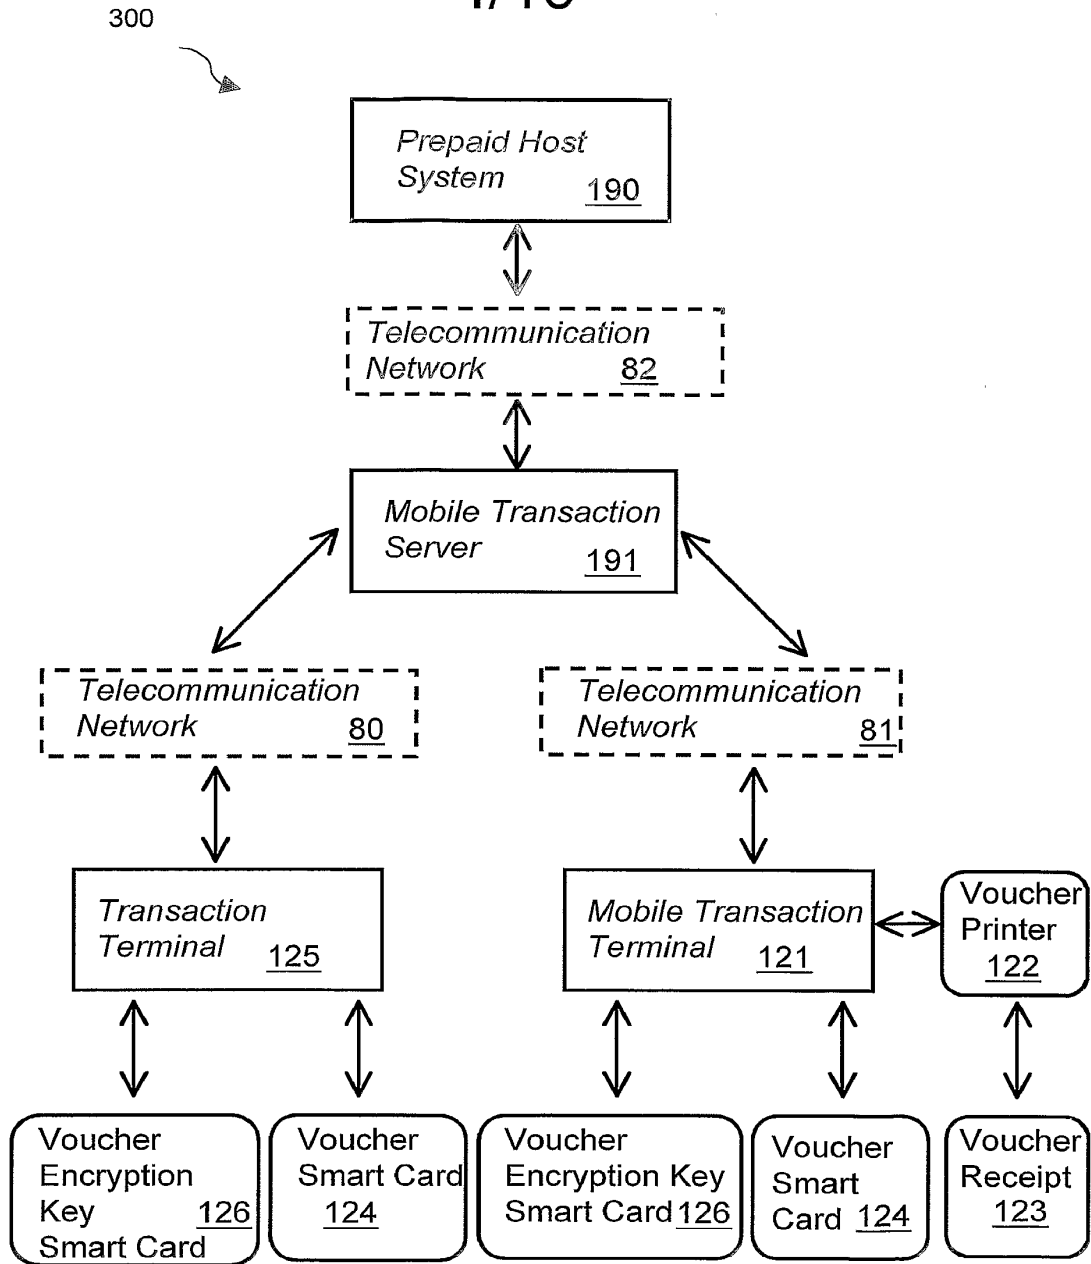 300
Prepaid Host
System 190
Telecommunication
Network 82
Mobile Transaction
Server 191
Telecommunication
Network 80
Telecommunication
Network 81
Transaction
Terminal 125
Mobile Transaction
Terminal 121
Voucher
Printer
122
Voucher
Encryption
Key 126
Smart Card
Voucher
Smart Card
124
Voucher
Encryption Key
Smart Card 126
Voucher
Smart
Card 124
Voucher
Receipt
123